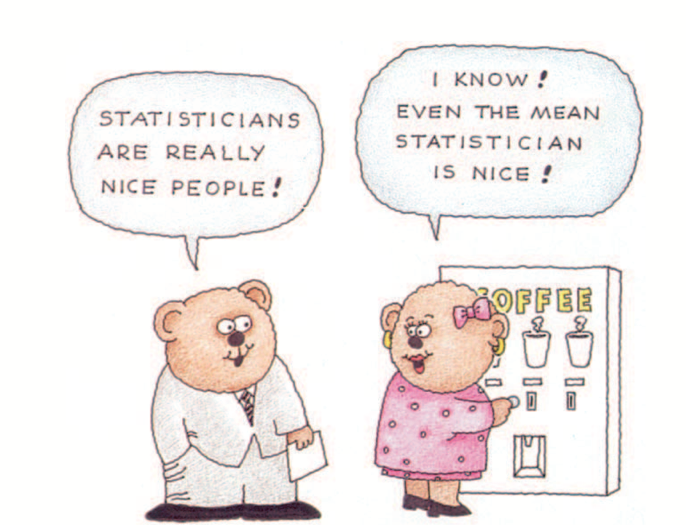 STATISTICIANS
ARE REALLY
NICE PEOPLE!
I KNOW!
EVEN THE MEAN
STATISTICIAN
IS NICE!
COFFEE